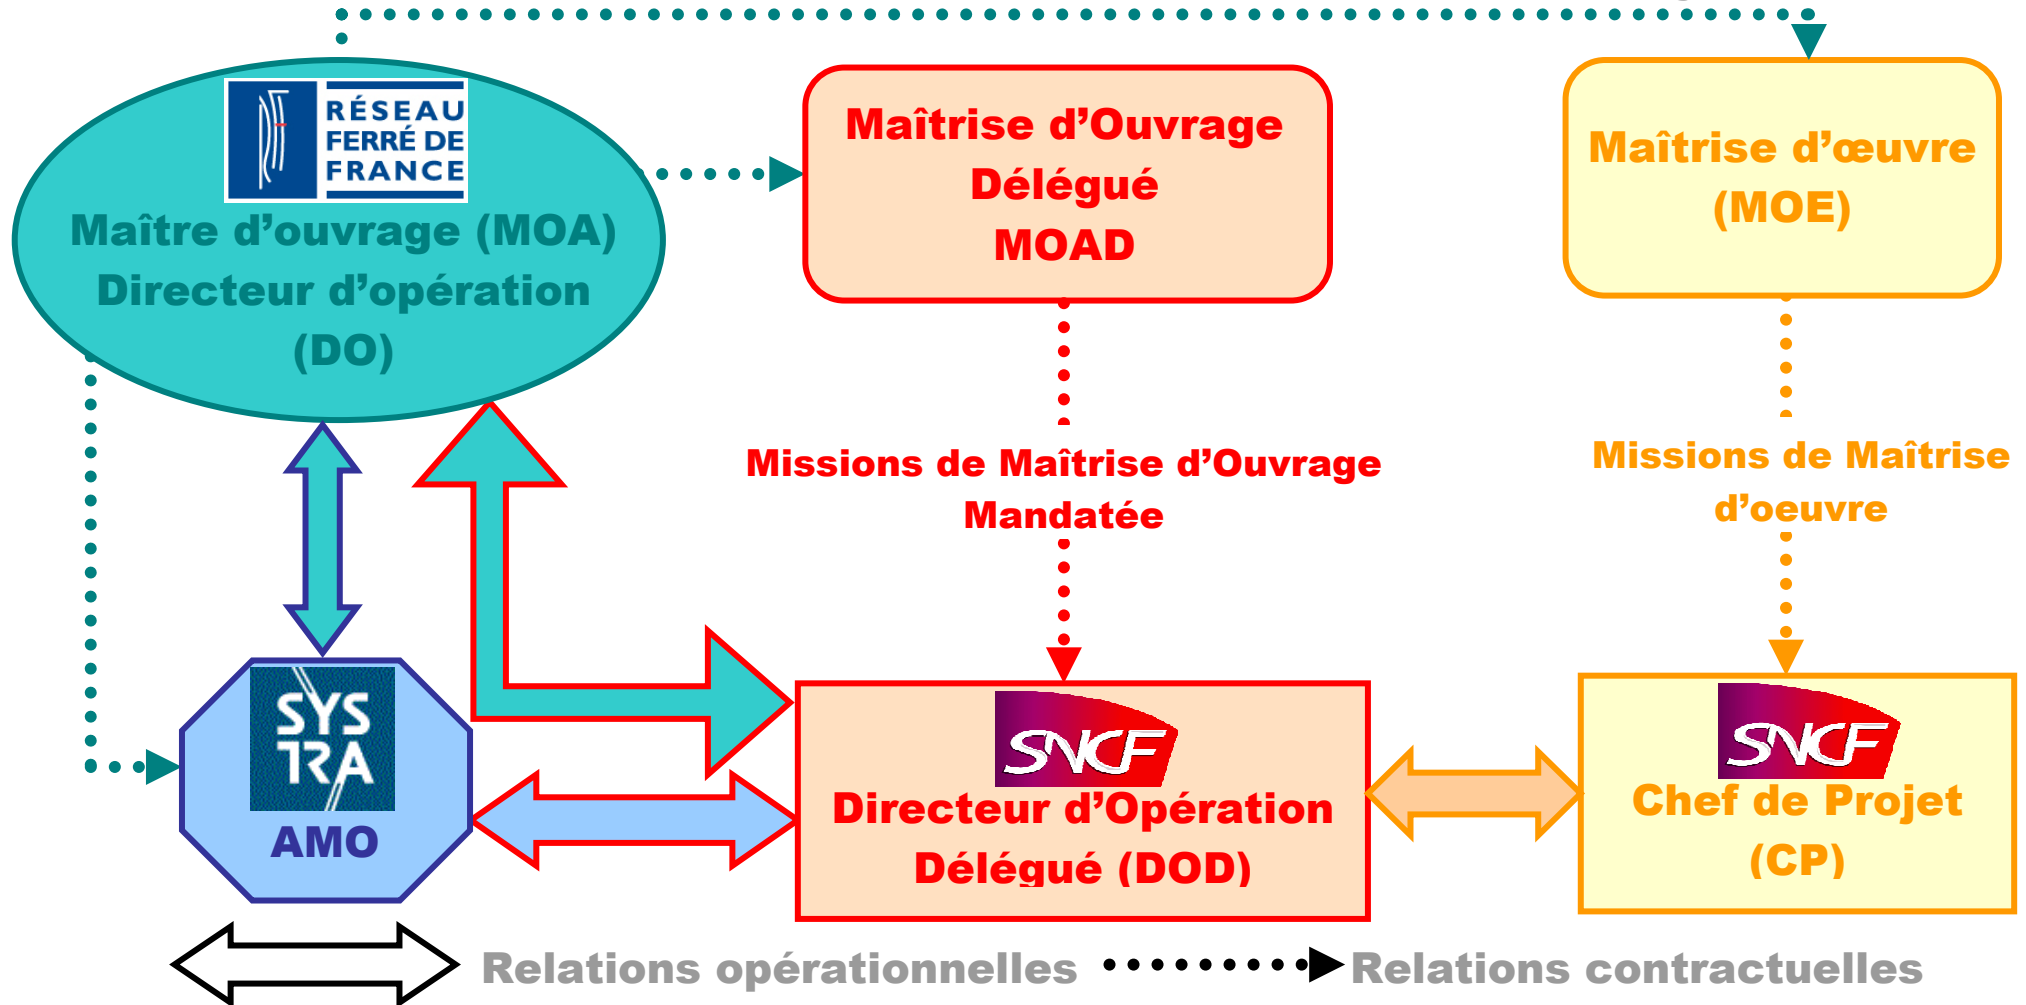 RÉSEAU
FERRÉ DE
FRANCE
Maître d’ouvrage (MOA)
Directeur d’opération
(DO)
Maîtrise d’Ouvrage
Délégué
MOAD
Maîtrise d’œuvre
(MOE)
Missions de Maîtrise d’Ouvrage
Mandatée
Missions de Maîtrise
d’oeuvre
SYS
TRA
AMO
SNCF
Directeur d’Opération
Délégué (DOD)
SNCF
Chef de Projet
(CP)
Relations opérationnelles
Relations contractuelles